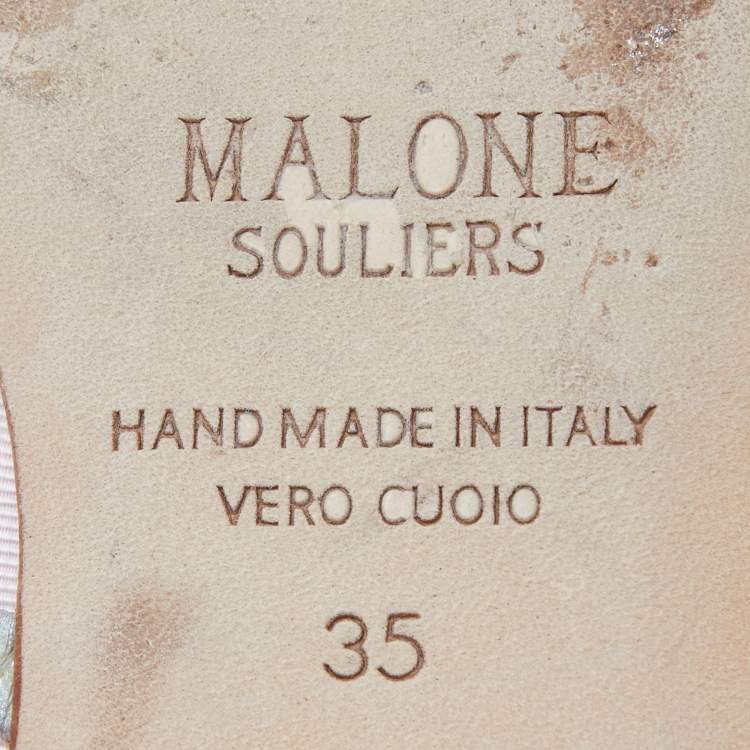 MALONE
SOULIERS
HAND MADE IN ITALY
VERO CUOIO
35